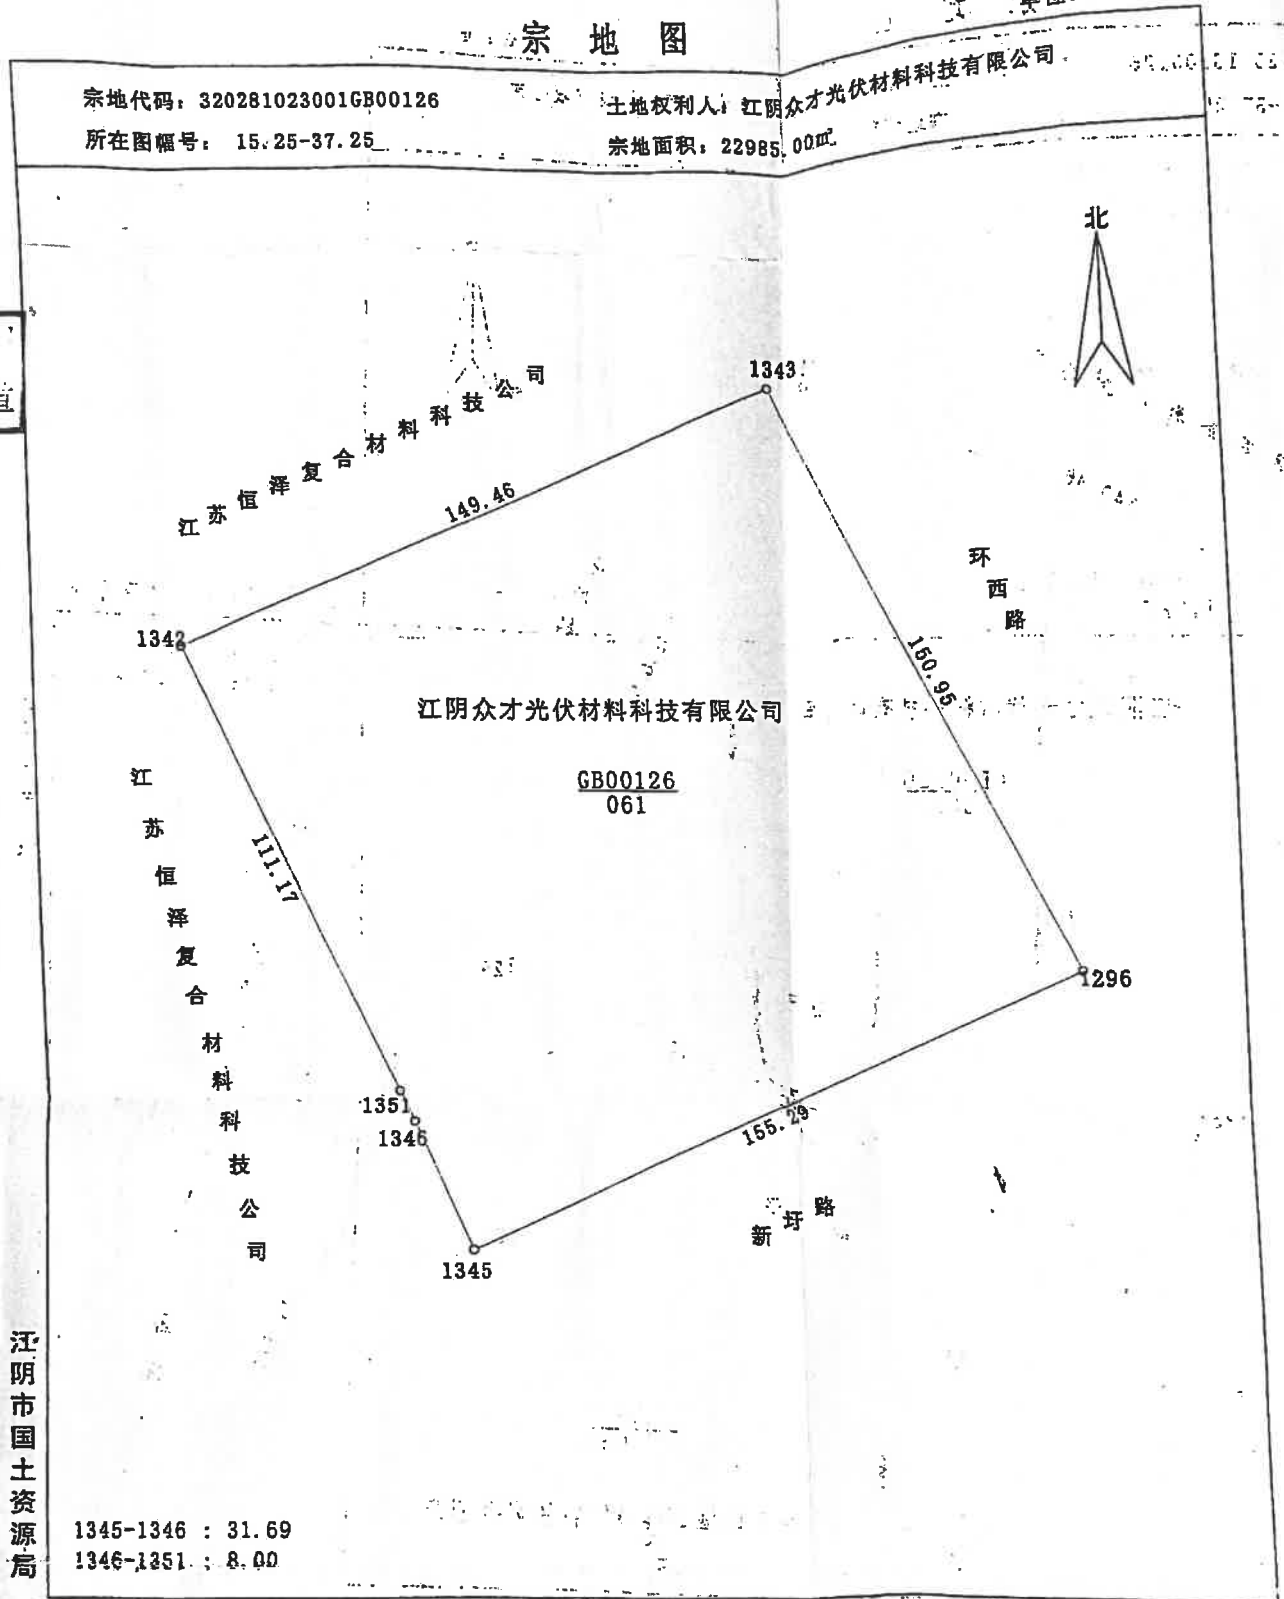 宗地图
宗地代码：320281023001GB00126
土地权利人：江阴众才光伏材料科技有限公司
所在图幅号： 15.25-37.25
宗地面积：22985.00㎡
北
1343
江苏恒泽复合材料科技公司
149.46
环西路
1342
150.95
江阴众才光伏材料科技有限公司
GB00126
061
江苏恒泽复合材料科技公司
111.17
1296
1351
1346
155.29
新圩路
1345
江阴市国土资源局
1345-1346 : 31.69
1346-1351 : 8.00